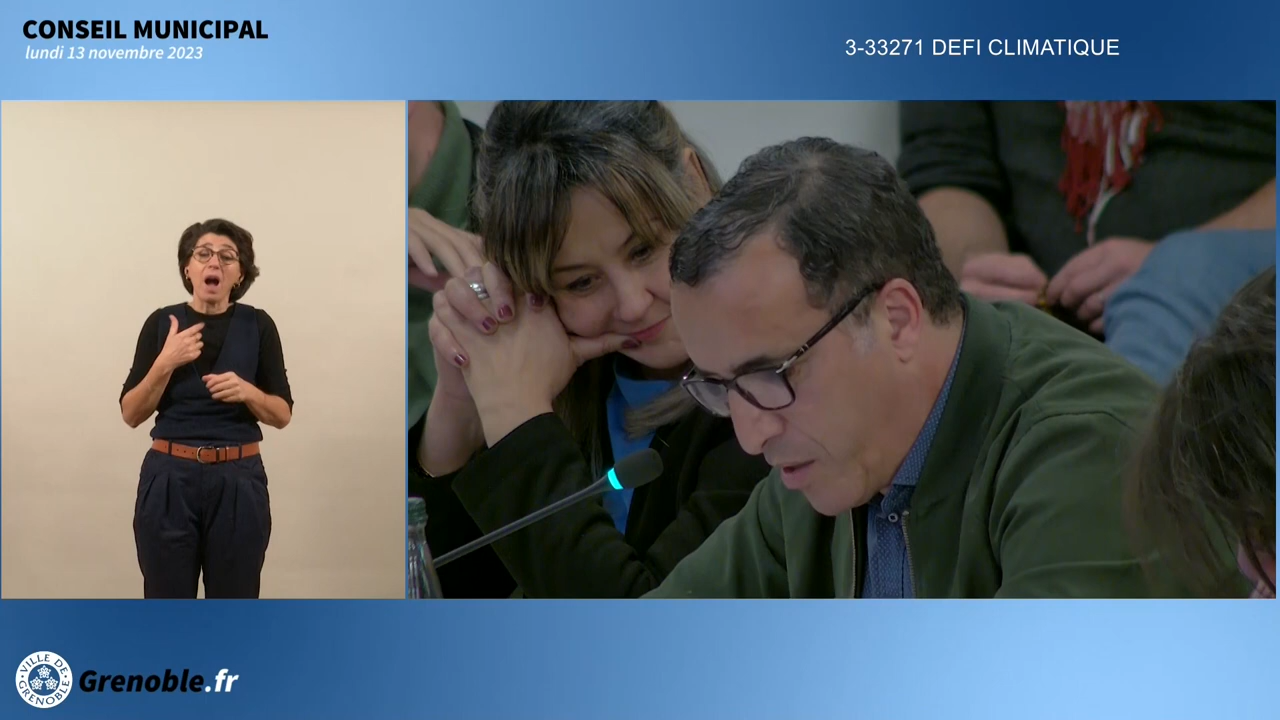 CONSEIL MUNICIPAL
lundi 13 novembre 2023
3-33271 DEFI CLIMATIQUE
VILLE DE GRENOBLE
Grenoble.fr